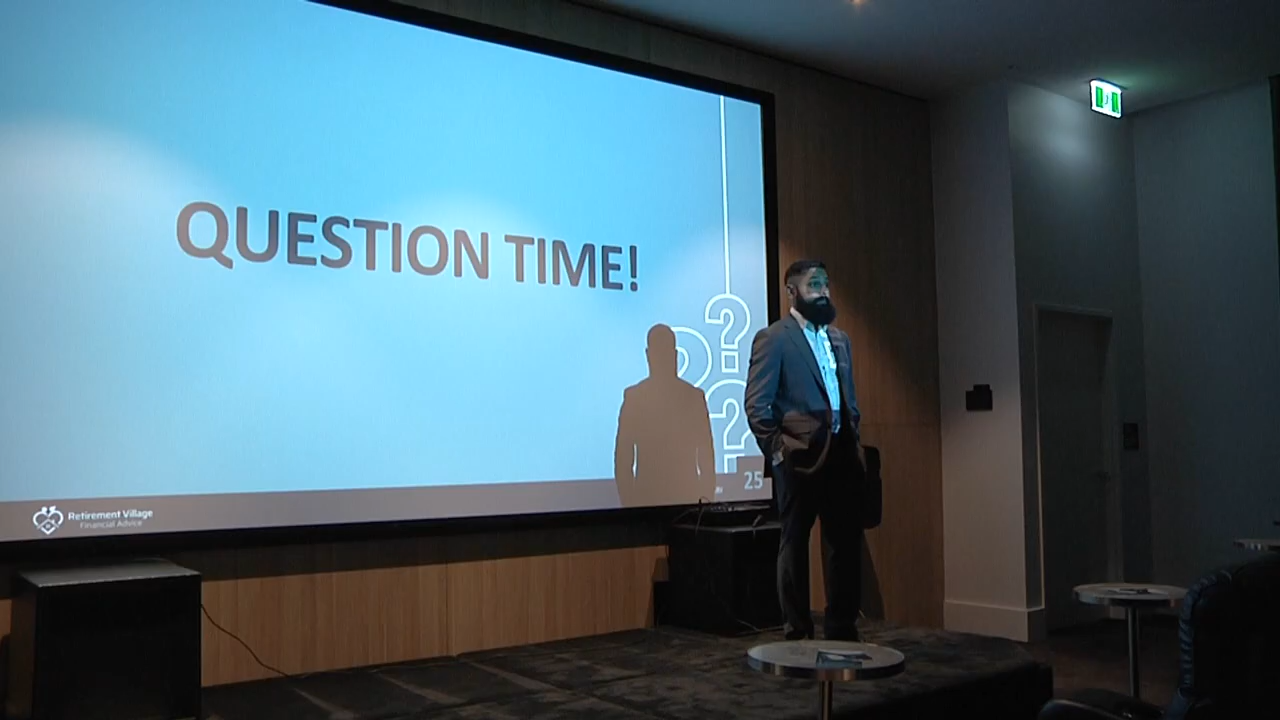 QUESTION TIME!
?
?
?
25
Retirement Village
Financial Advice